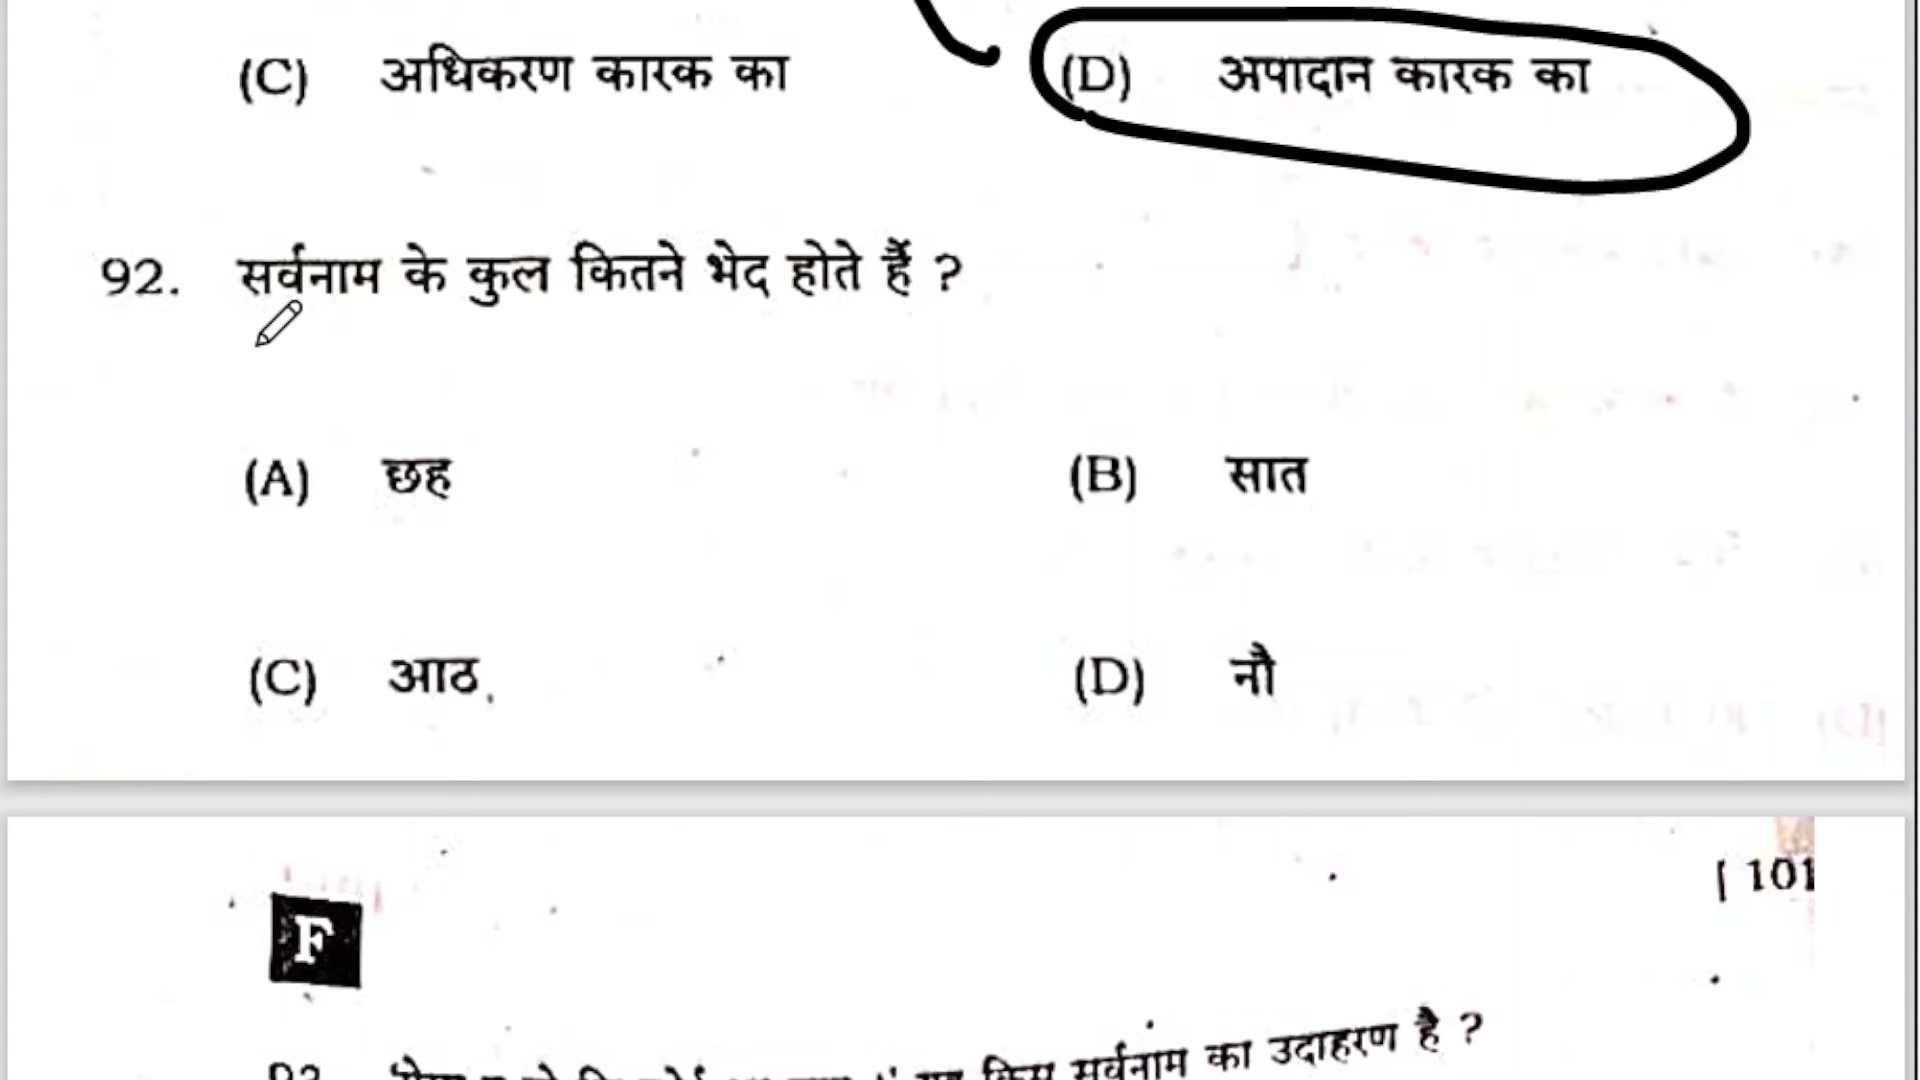 (C) अधिकरण कारक का (D) अपादान कारक का
92. सर्वनाम के कुल कितने भेद होते हैं ?
(A) छह (B) सात
(C) आठ (D) नौ
[ 101
F
सर्वनाम का उदाहरण है ?